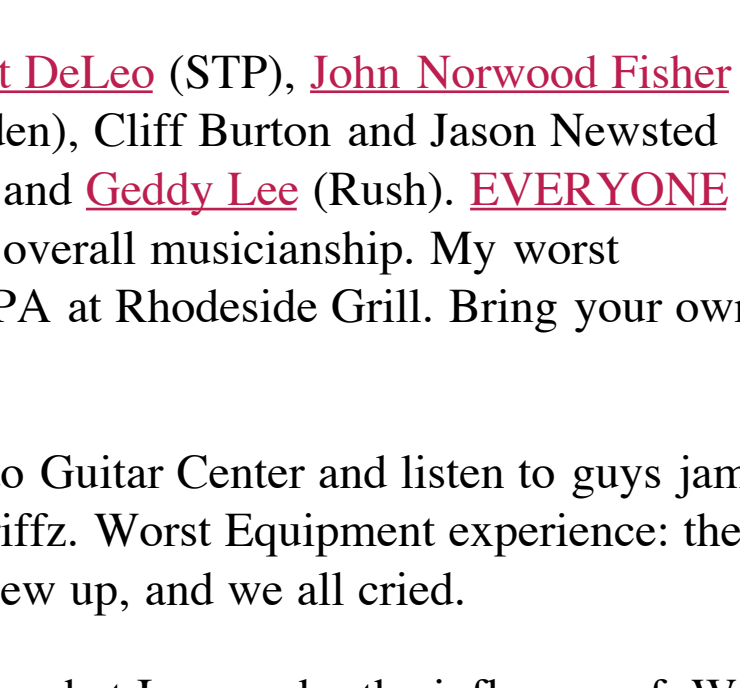 t DeLeo (STP), John Norwood Fisher
den), Cliff Burton and Jason Newsted
and Geddy Lee (Rush). EVERYONE
overall musicianship. My worst
PA at Rhodeside Grill. Bring your own
o Guitar Center and listen to guys jam
riffz. Worst Equipment experience: the
ew up, and we all cried.